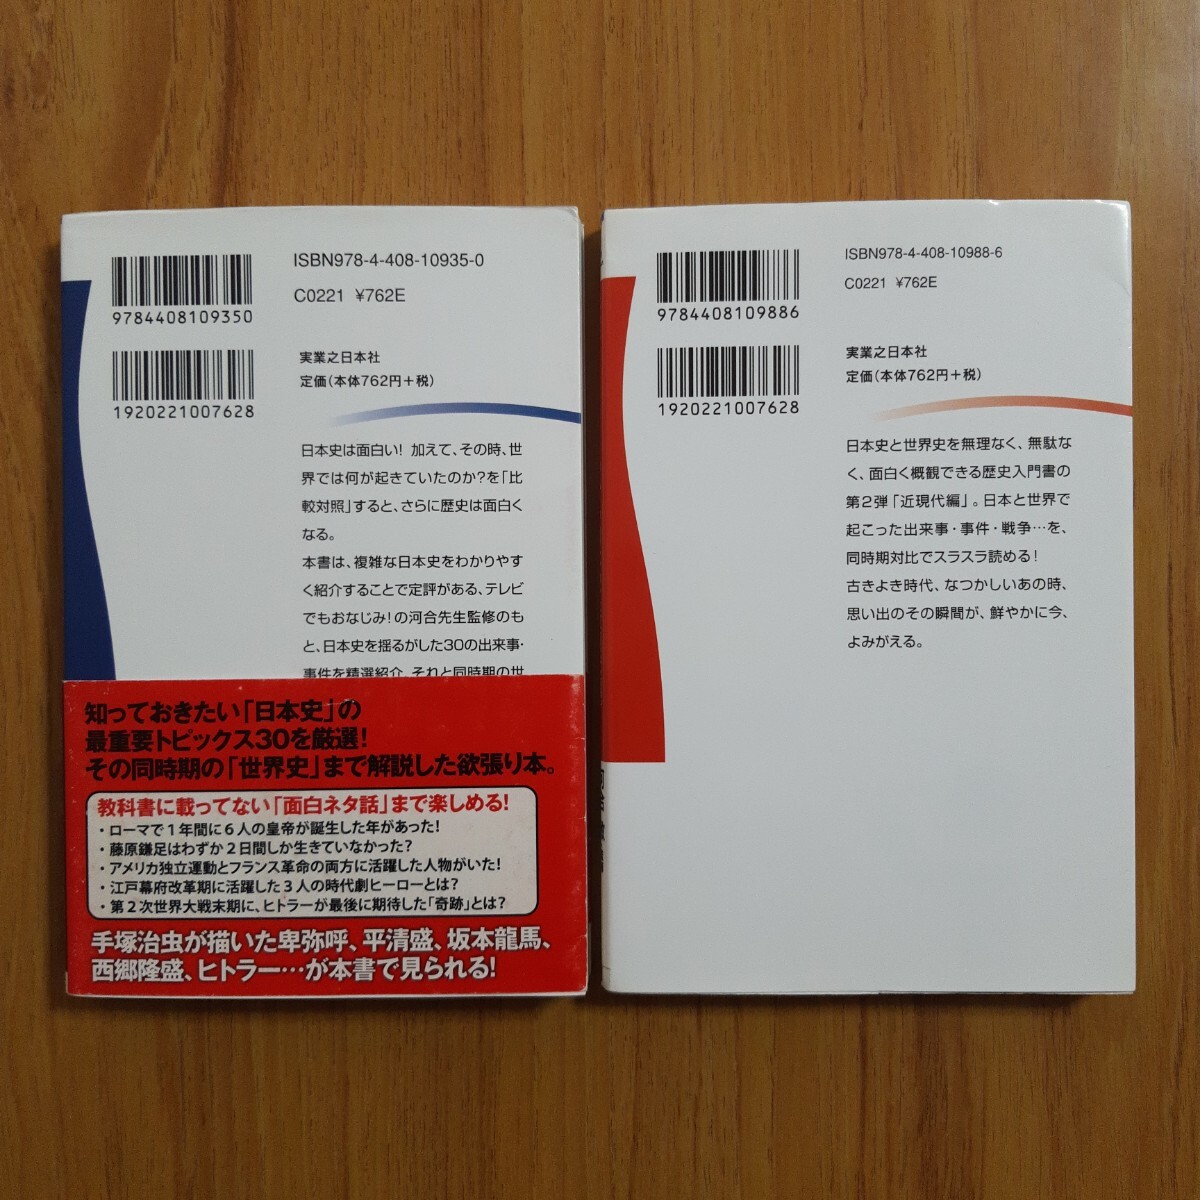 ISBN978-4-408-10935-0
C0221 ¥762E
9784408109350
実業之日本社
定価(本体762円+税)
1920221007628
日本史は面白い! 加えて、その時、世
界では何が起きていたのか?を「比
較対照」すると、さらに歴史は面白く
なる。
本書は、複雑な日本史をわかりやす
く紹介することで定評がある、テレビ
でもおなじみ!の河合先生監修のも
と、日本史を揺るがした30の出来事・
事件を精選紹介、それと同時期の世
知っておきたい「日本史」の
最重要トピックス30を厳選!
その同時期の「世界史」まで解説した欲張り本。
教科書に載ってない「面白ネタ話」まで楽しめる!
・ローマで1年間に6人の皇帝が誕生した年があった!
・藤原鎌足はわずか2日間しか生きていなかった?
・アメリカ独立運動とフランス革命の両方に活躍した人物がいた!
・江戸幕府改革期に活躍した3人の時代劇ヒーローとは?
・第2次世界大戦末期に、ヒトラーが最後に期待した「奇跡」とは?
手塚治虫が描いた卑弥呼、平清盛、坂本龍馬、
西郷隆盛、ヒトラー…が本書で見られる!
ISBN978-4-408-10988-6
C0221 ¥762E
9784408109886
実業之日本社
定価(本体762円+税)
1920221007628
日本史と世界史を無理なく、無駄な
く、面白く概観できる歴史入門書の
第2弾「近現代編」。日本と世界で
起こった出来事・事件・戦争…を、
同時期対比でスラスラ読める!
古きよき時代、なつかしいあの時、
思い出のその瞬間が、鮮やかに今、
よみがえる。